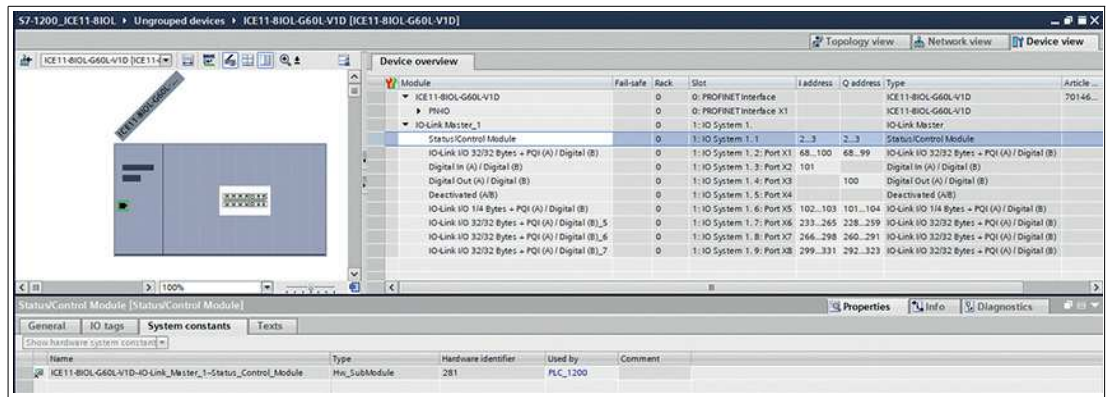 S7-1200_ICE11-8IOL ▸ Ungrouped devices ▸ ICE11-8IOL-G60L-V1D [ICE11-8IOL-G60L-V1D]
Topology view Network view Device view
Device overview
Module Fail-safe Rack Slot I address Q address Type Article ...
ICE11-8IOL-G60L-V1D 0 0: PROFINET Interface ICE11-8IOL-G60L-V1D 70146...
PN-IO 0 0: PROFINET Interface X1 ICE11-8IOL-G60L-V1D
IO-Link Master_1 0 1: IO System 1. IO-Link Master
Status/Control Module 0 1: IO System 1. 1 2...3 2...3 Status/Control Module
IO-Link I/O 32/32 Bytes + PQI (A) / Digital (B) 0 1: IO System 1. 2: Port X1 68...100 68...99 IO-Link I/O 32/32 Bytes + PQI (A) / Digital (B)
Digital In (A) / Digital (B) 0 1: IO System 1. 3: Port X2 101 Digital In (A) / Digital (B)
Digital Out (A) / Digital (B) 0 1: IO System 1. 4: Port X3 100 Digital Out (A) / Digital (B)
Deactivated (A/B) 0 1: IO System 1. 5: Port X4 Deactivated (A/B)
IO-Link I/O 1/4 Bytes + PQI (A) / Digital (B) 0 1: IO System 1. 6: Port X5 102...103 101...104 IO-Link I/O 1/4 Bytes + PQI (A) / Digital (B)
IO-Link I/O 32/32 Bytes + PQI (A) / Digital (B)_5 0 1: IO System 1. 7: Port X6 233...265 228...259 IO-Link I/O 32/32 Bytes + PQI (A) / Digital (B)
IO-Link I/O 32/32 Bytes + PQI (A) / Digital (B)_6 0 1: IO System 1. 8: Port X7 266...298 260...291 IO-Link I/O 32/32 Bytes + PQI (A) / Digital (B)
IO-Link I/O 32/32 Bytes + PQI (A) / Digital (B)_7 0 1: IO System 1. 9: Port X8 299...331 292...323 IO-Link I/O 32/32 Bytes + PQI (A) / Digital (B)
ICE11-8IOL-G60L-...
100%
Status/Control Module [Status/Control Module]
Properties Info Diagnostics
General IO tags System constants Texts
Show hardware system constant
Name Type Hardware identifier Used by Comment
ICE11-8IOL-G60L-V1D~IO-Link_Master_1~Status_Control_Module Hw_SubModule 281 PLC_1200